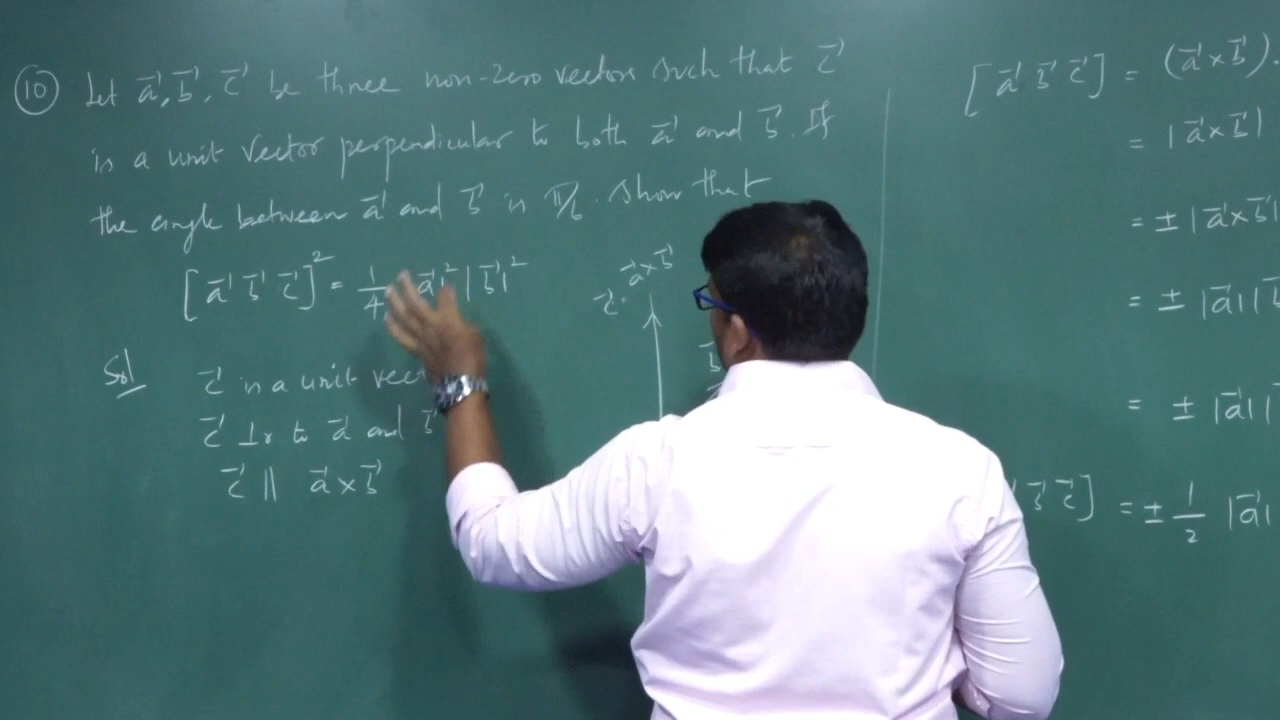 ⑩ Let a⃗, b⃗, c⃗ be three non-zero vectors such that c⃗
is a unit vector perpendicular to both a⃗ and b⃗. If
the angle between a⃗ and b⃗ is π/6. Show that
[a⃗ b⃗ c⃗]² = 1/4 |a⃗|² |b⃗|²
Sol
c⃗ is a unit
c⃗ ⊥r to a⃗ and b⃗
c⃗ || a⃗ × b⃗
c⃗ a⃗ × b⃗
b⃗
[a⃗ b⃗ c⃗] = (a⃗ × b⃗).
= |a⃗ × b⃗|
= ± |a⃗ × b⃗|
= ± |a⃗| |b⃗
= ± |a⃗| |
b⃗ c⃗] = ± 1/2 |a⃗|